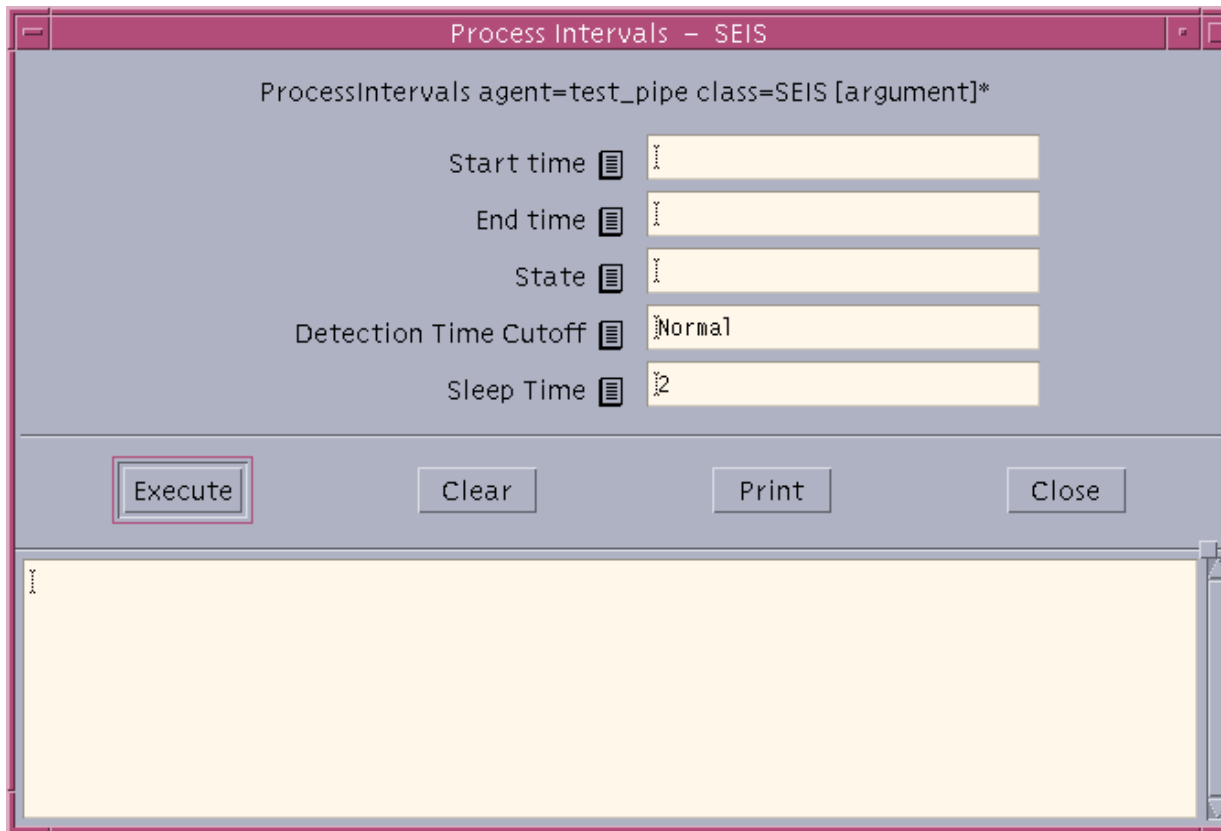 Process Intervals – SEIS
ProcessIntervals agent=test_pipe class=SEIS [argument]*
Start time
End time
State
Detection Time Cutoff Normal
Sleep Time 2
Execute Clear Print Close